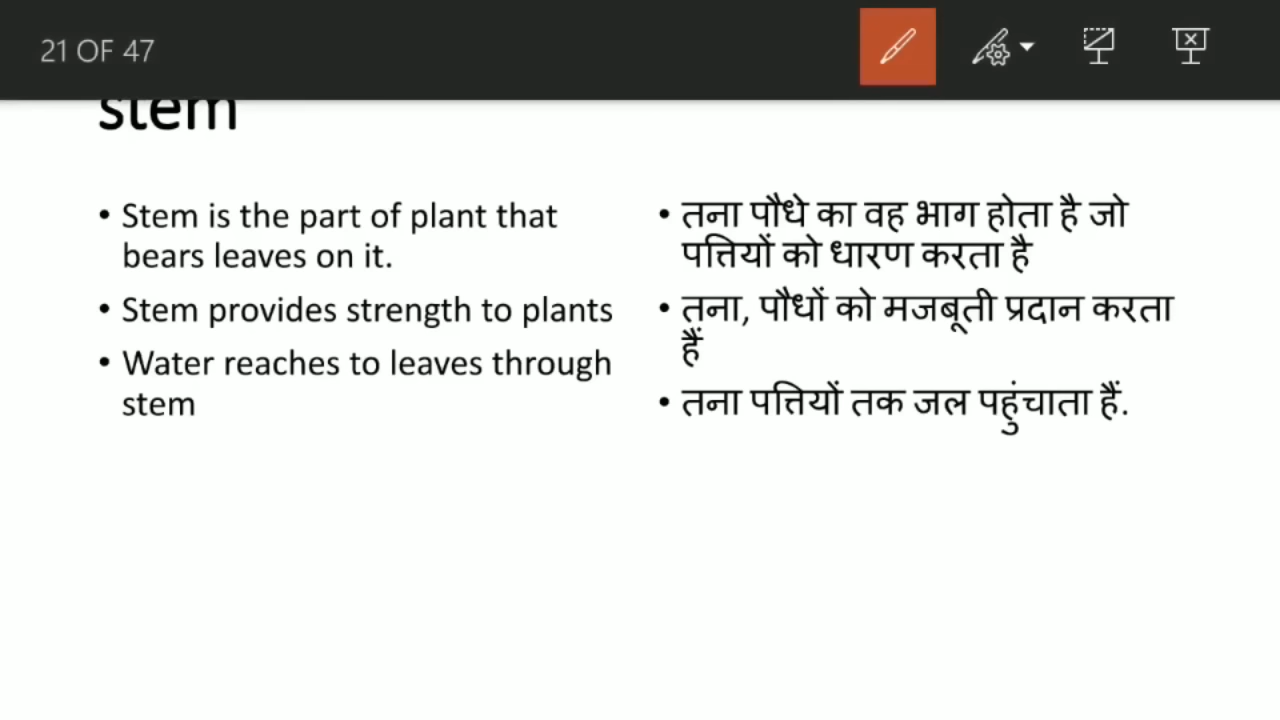 21 OF 47
stem
• Stem is the part of plant that
bears leaves on it.
• Stem provides strength to plants
• Water reaches to leaves through
stem
• तना पौधे का वह भाग होता है जो
पत्तियों को धारण करता है
• तना, पौधों को मजबूती प्रदान करता
हैं
• तना पत्तियों तक जल पहुंचाता हैं.